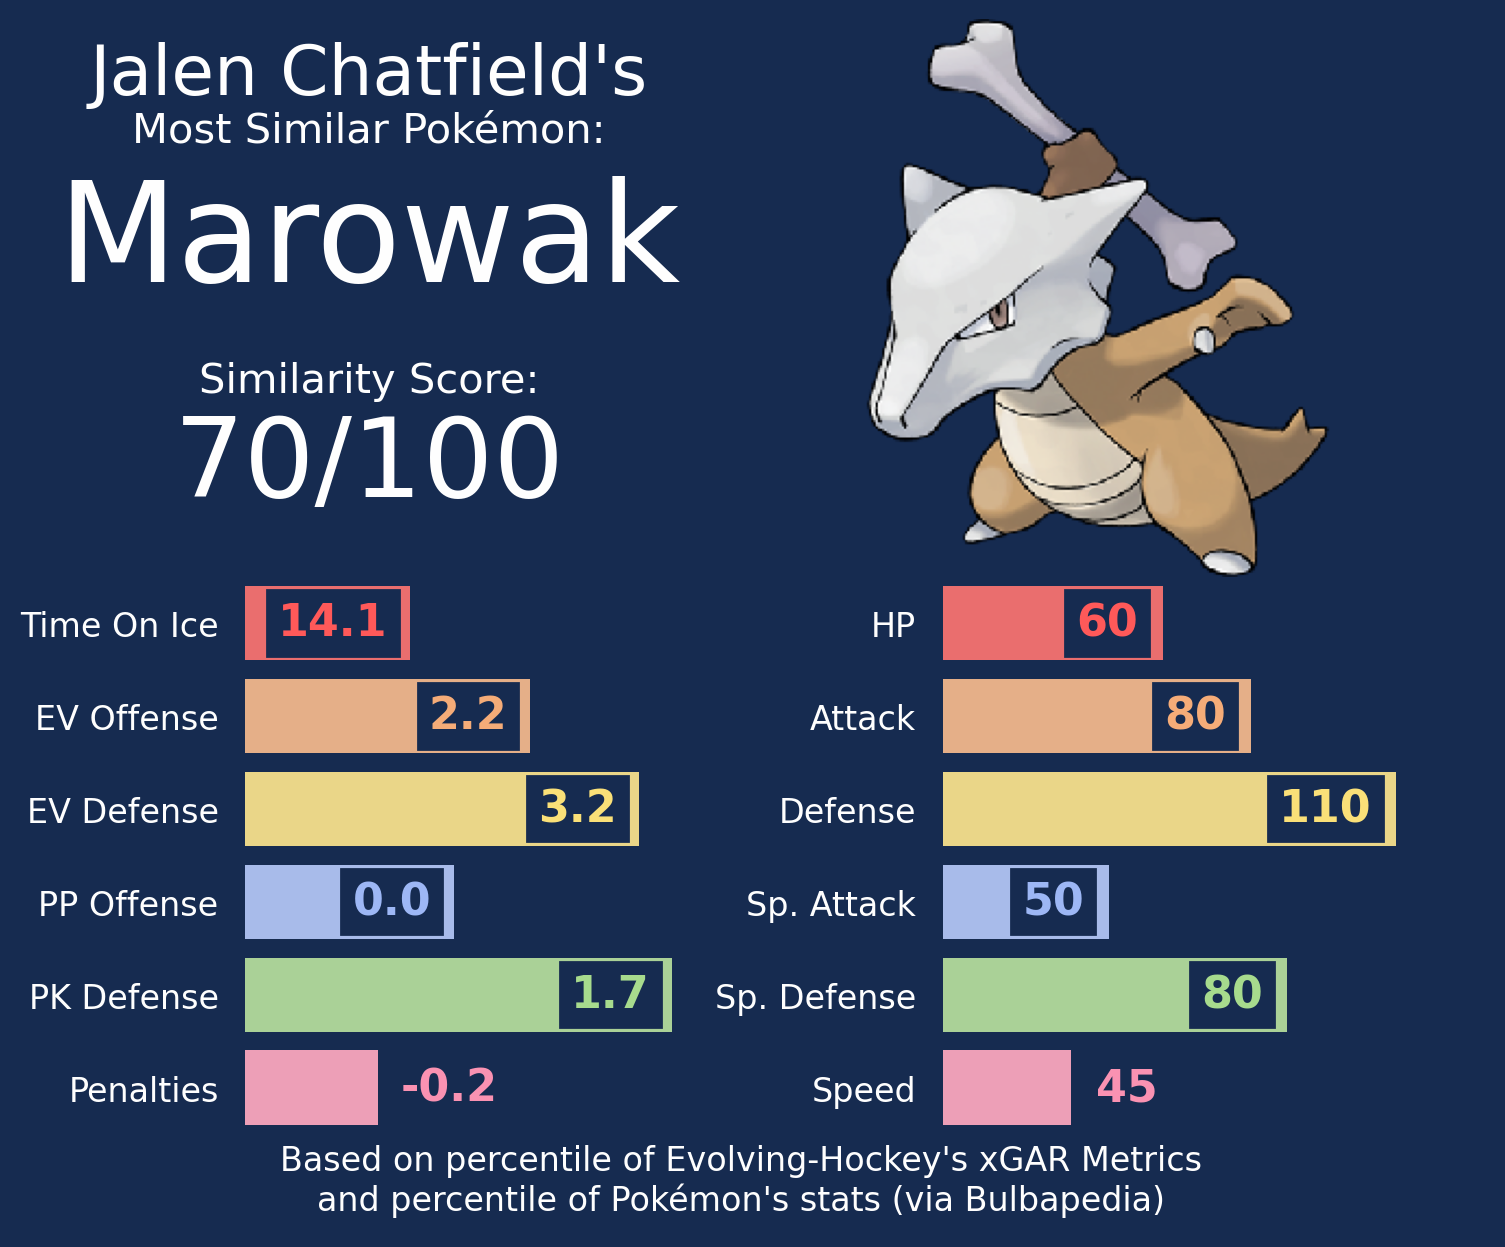 Jalen Chatfield's
Most Similar Pokémon:
Marowak
Similarity Score:
70/100
Time On Ice 14.1
EV Offense 2.2
EV Defense 3.2
PP Offense 0.0
PK Defense 1.7
Penalties -0.2
HP 60
Attack 80
Defense 110
Sp. Attack 50
Sp. Defense 80
Speed 45
Based on percentile of Evolving-Hockey's xGAR Metrics
and percentile of Pokémon's stats (via Bulbapedia)